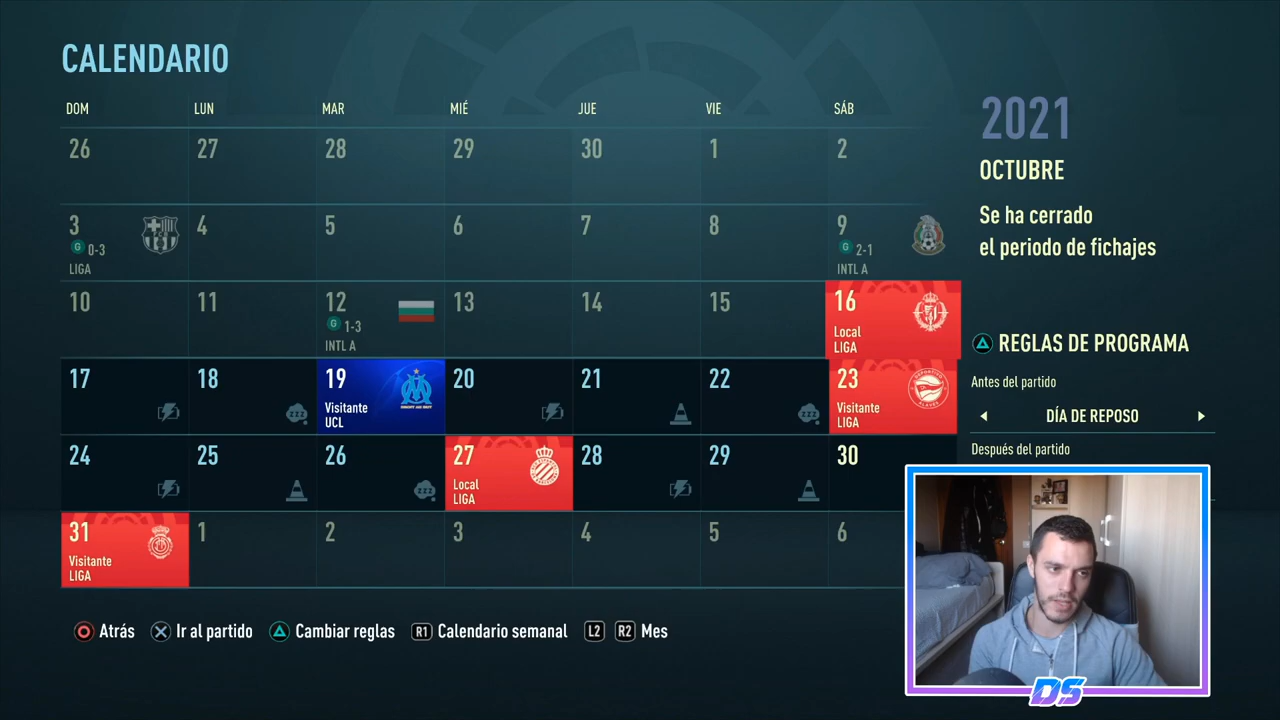 CALENDARIO
DOM LUN MAR MIÉ JUE VIE SÁB
26 27 28 29 30 1 2
3 4 5 6 7 8 9
G 0-3 G 2-1
LIGA INTL A
10 11 12 13 14 15 16
G 1-3
INTL A
Local
LIGA
17 18 19 20 21 22 23
Visitante
UCL
Visitante
LIGA
24 25 26 27 28 29 30
Local
LIGA
31 1 2 3 4 5 6
Visitante
LIGA
2021
OCTUBRE
Se ha cerrado
el periodo de fichajes
REGLAS DE PROGRAMA
Antes del partido
DÍA DE REPOSO
Después del partido
Atrás Ir al partido Cambiar reglas R1 Calendario semanal L2 R2 Mes
DS